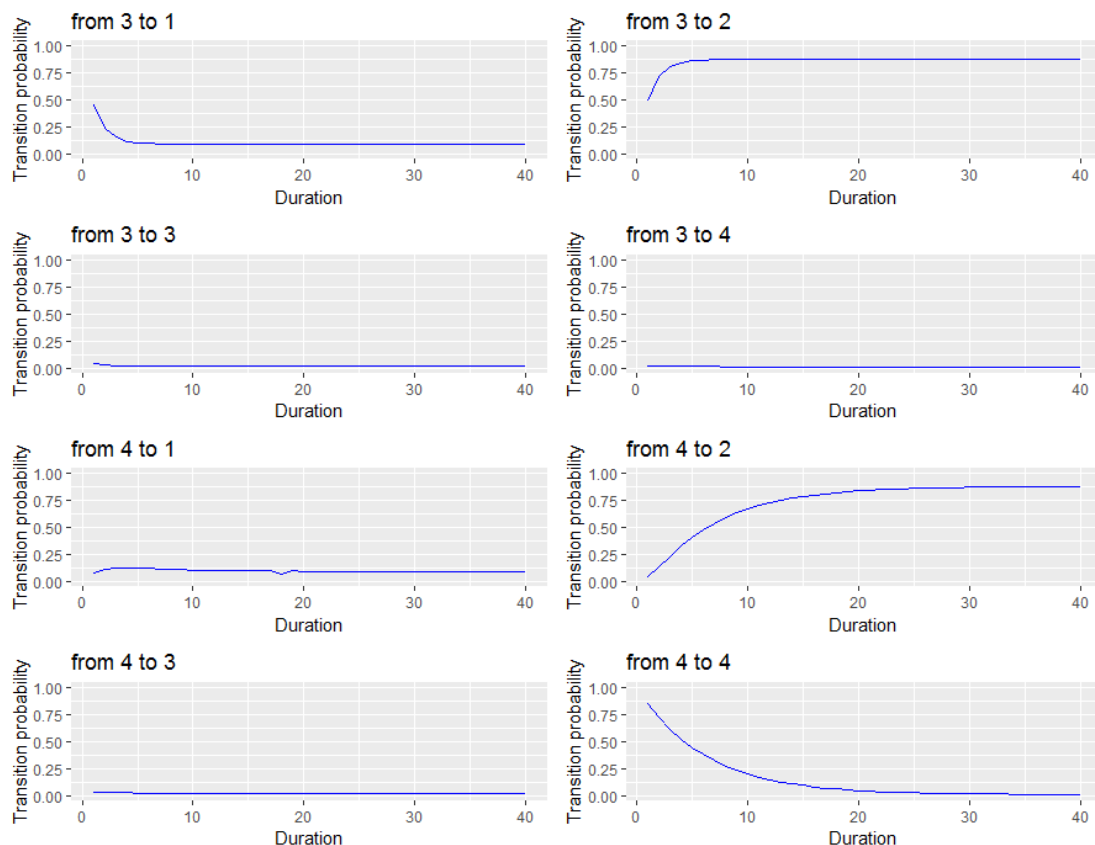 from 3 to 1
Transition probability
1.00
0.75
0.50
0.25
0.00
0 10 20 30 40
Duration
from 3 to 2
Transition probability
1.00
0.75
0.50
0.25
0.00
0 10 20 30 40
Duration
from 3 to 3
Transition probability
1.00
0.75
0.50
0.25
0.00
0 10 20 30 40
Duration
from 3 to 4
Transition probability
1.00
0.75
0.50
0.25
0.00
0 10 20 30 40
Duration
from 4 to 1
Transition probability
1.00
0.75
0.50
0.25
0.00
0 10 20 30 40
Duration
from 4 to 2
Transition probability
1.00
0.75
0.50
0.25
0.00
0 10 20 30 40
Duration
from 4 to 3
Transition probability
1.00
0.75
0.50
0.25
0.00
0 10 20 30 40
Duration
from 4 to 4
Transition probability
1.00
0.75
0.50
0.25
0.00
0 10 20 30 40
Duration